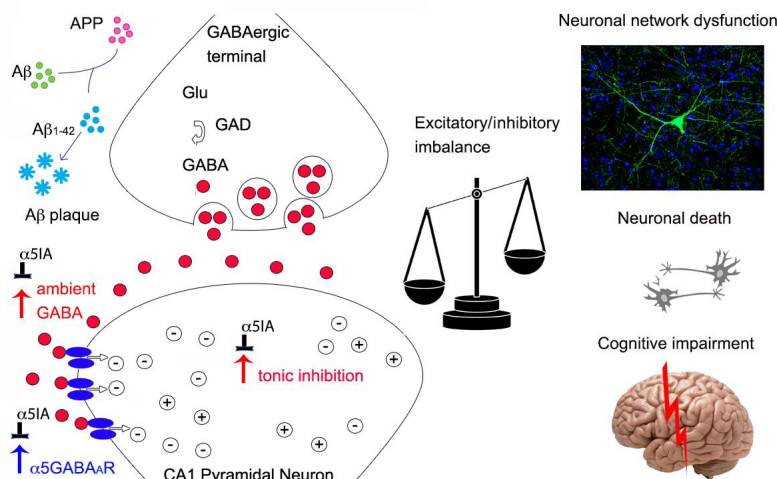 APP
Aβ
Aβ1-42
Aβ plaque
GABAergic
terminal
Glu
GAD
GABA
α5IA
ambient
GABA
α5IA
tonic inhibition
α5IA
α5GABAAR
CA1 Pyramidal Neuron
Excitatory/inhibitory
imbalance
Neuronal network dysfunction
Neuronal death
Cognitive impairment